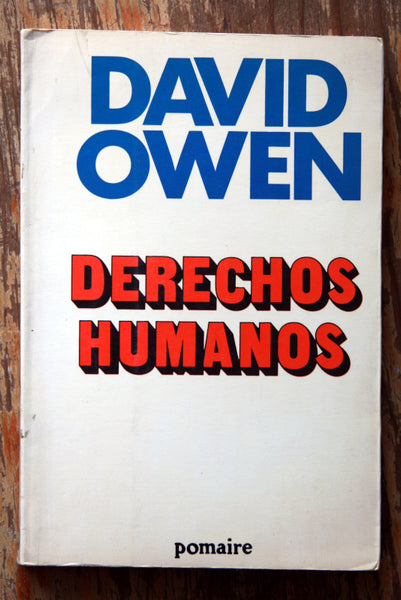 DAVID
OWEN
DERECHOS
HUMANOS
pomaire